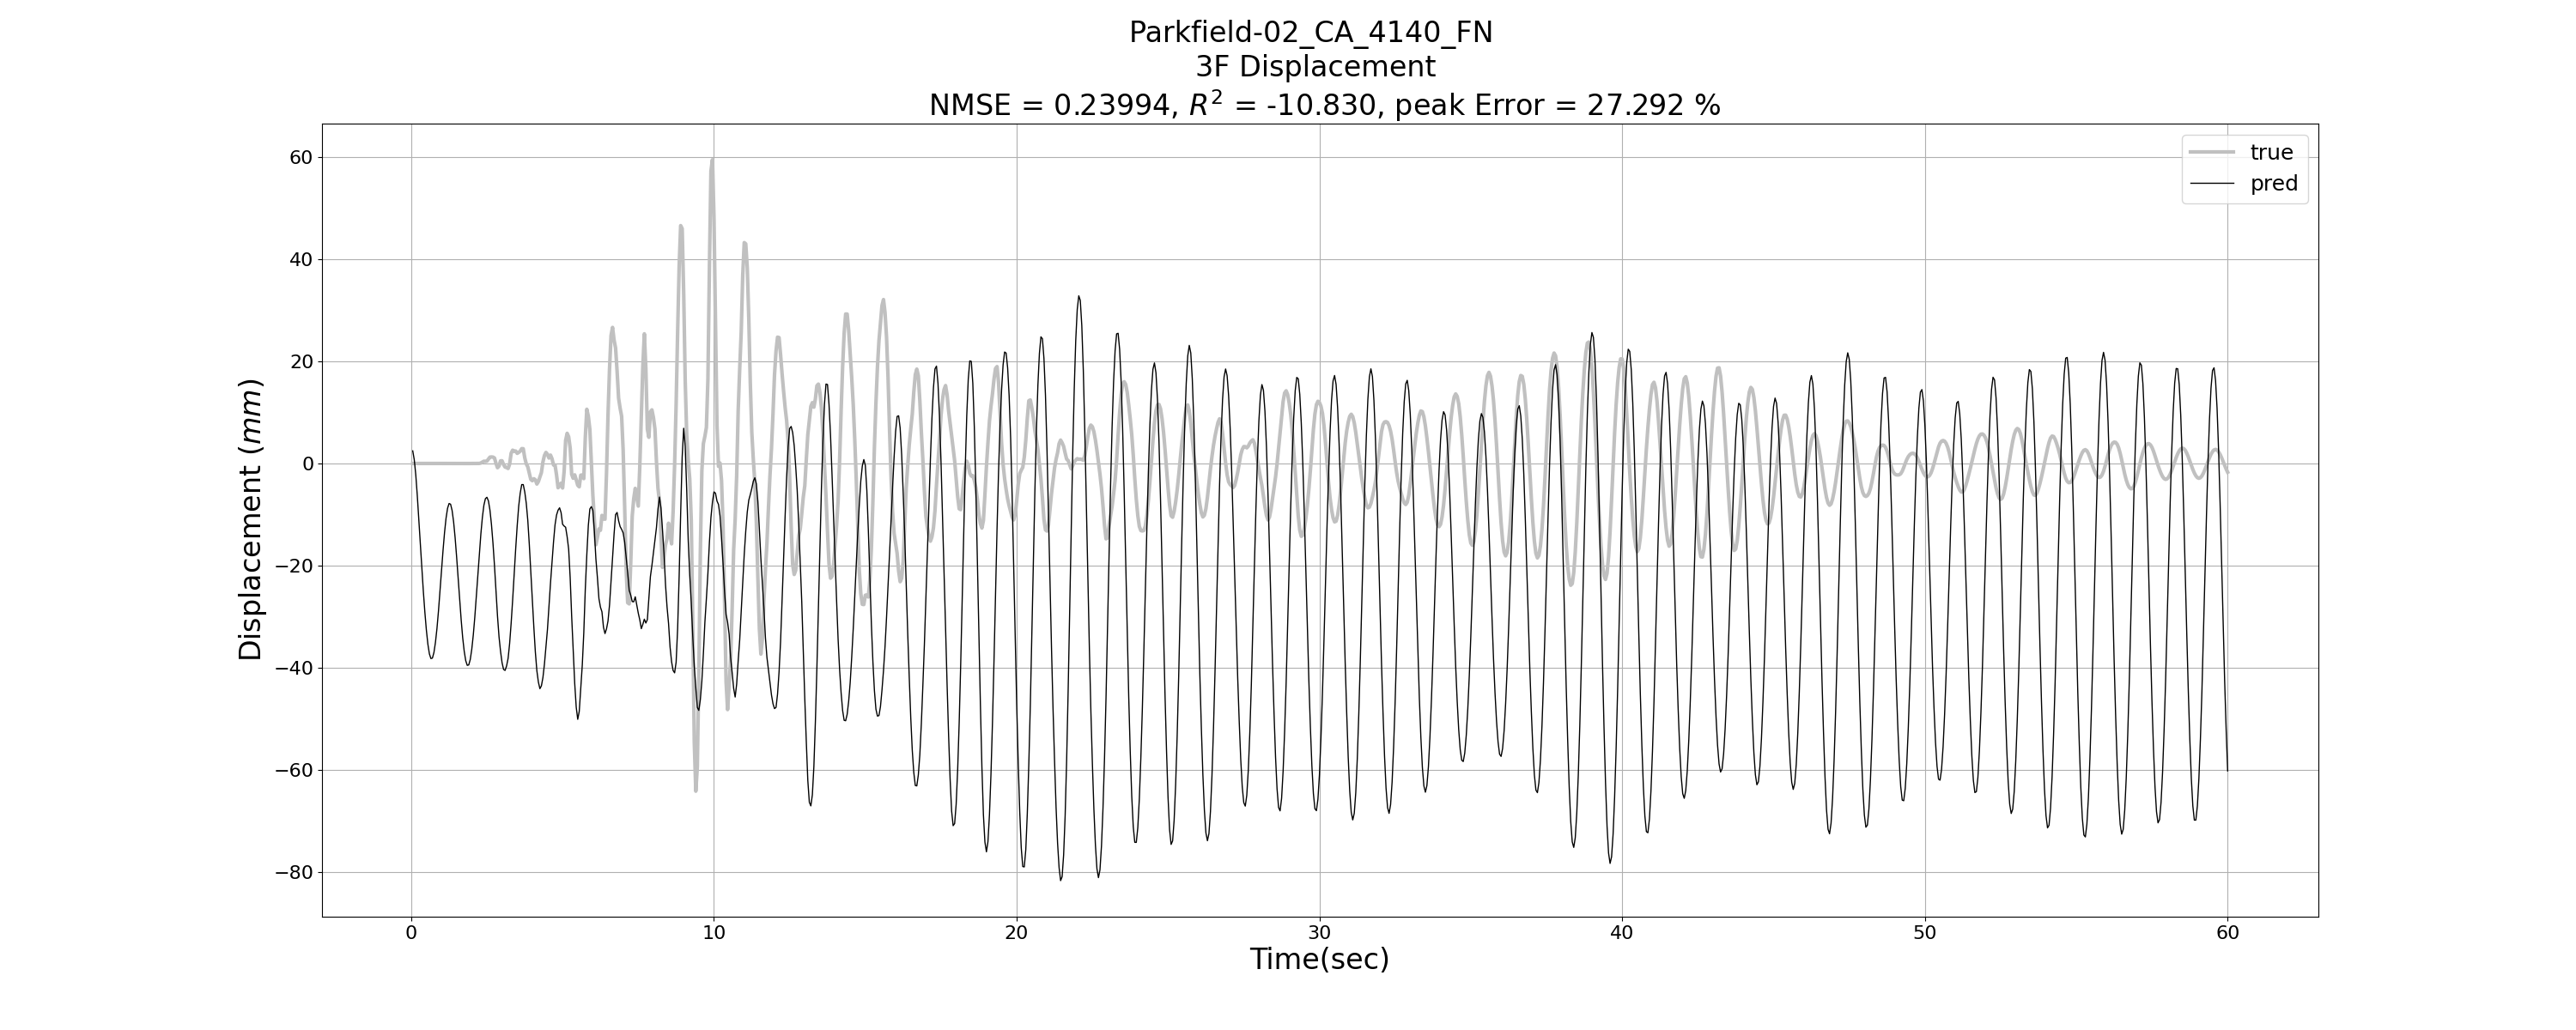 Parkfield-02_CA_4140_FN
3F Displacement
NMSE = 0.23994, R² = -10.830, peak Error = 27.292 %
true
pred
60
40
20
0
−20
−40
−60
−80
Displacement (mm)
0 10 20 30 40 50 60
Time(sec)